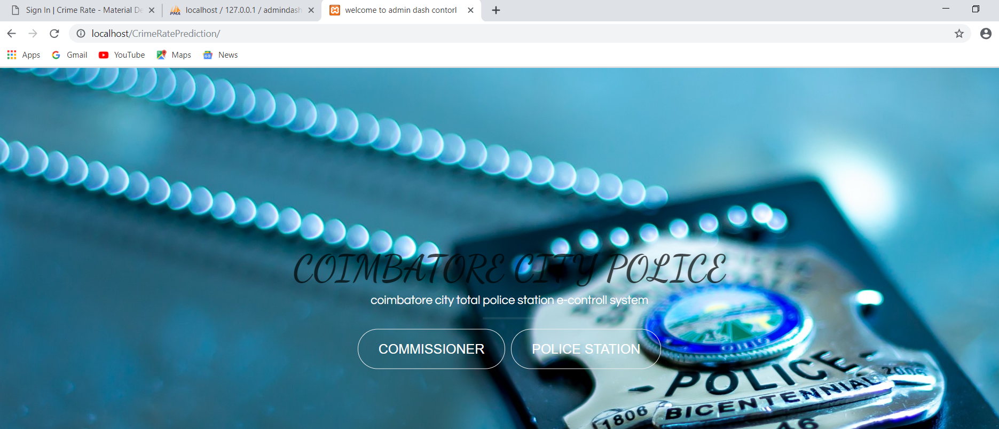 Sign In | Crime Rate - Material De
localhost / 127.0.0.1 / admindash
welcome to admin dash contorl
localhost/CrimeRatePrediction/
Apps Gmail YouTube Maps News
COIMBATORE CITY POLICE
coimbatore city total police station e-controll system
COMMISSIONER POLICE STATION
POLICE
2006
BICENTENNIAL
1806
46